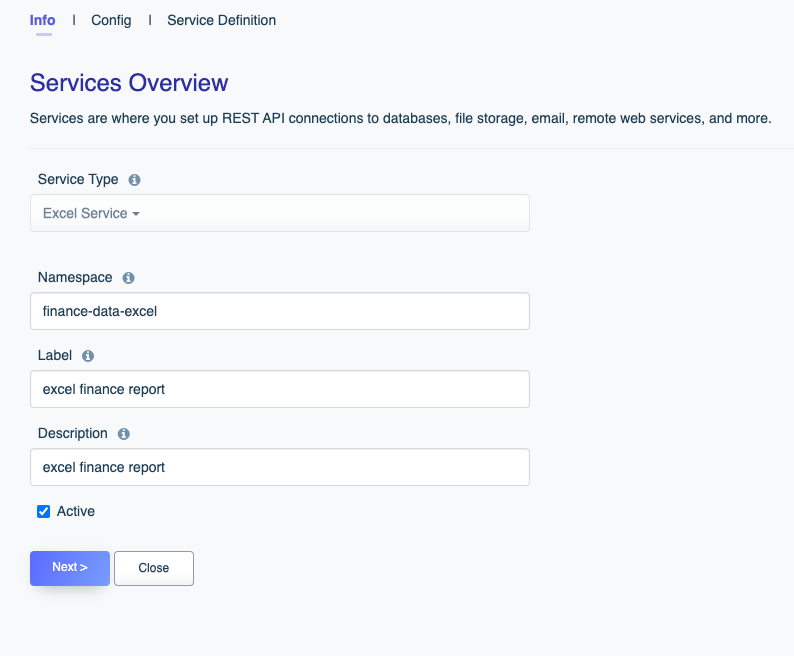 Info | Config | Service Definition
Services Overview
Services are where you set up REST API connections to databases, file storage, email, remote web services, and more.
Service Type
Excel Service
Namespace
finance-data-excel
Label
excel finance report
Description
excel finance report
Active
Next > Close